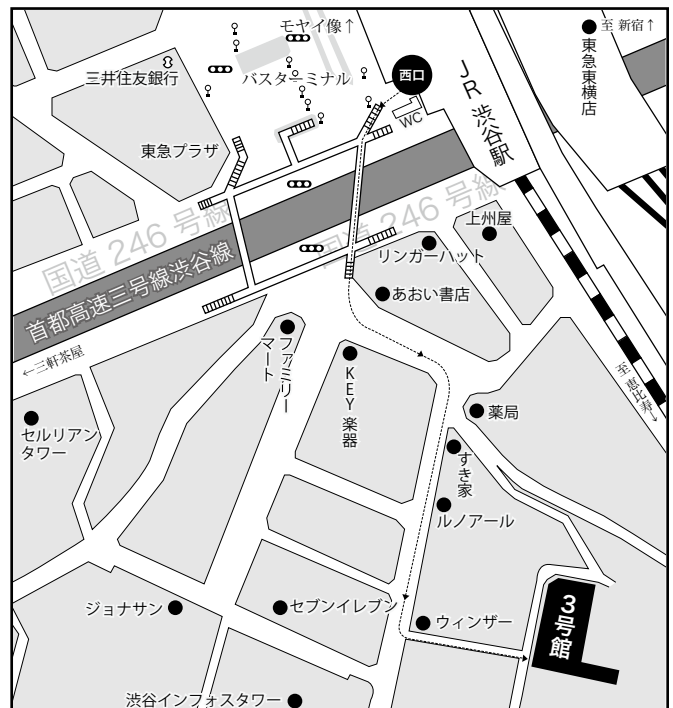 モヤイ像↑
至 新宿↑
東急東横店
三井住友銀行
バスターミナル
西口
JR 渋谷駅
WC
東急プラザ
国道 246 号線
国道 246 号線
首都高速三号線渋谷線
上州屋
リンガーハット
あおい書店
ファミリー
マート
KEY楽器
←三軒茶屋
至 恵比寿→
薬局
セルリアン
タワー
すき家
ルノアール
ジョナサン
セブンイレブン
ウィンザー
3号館
渋谷インフォスタワー